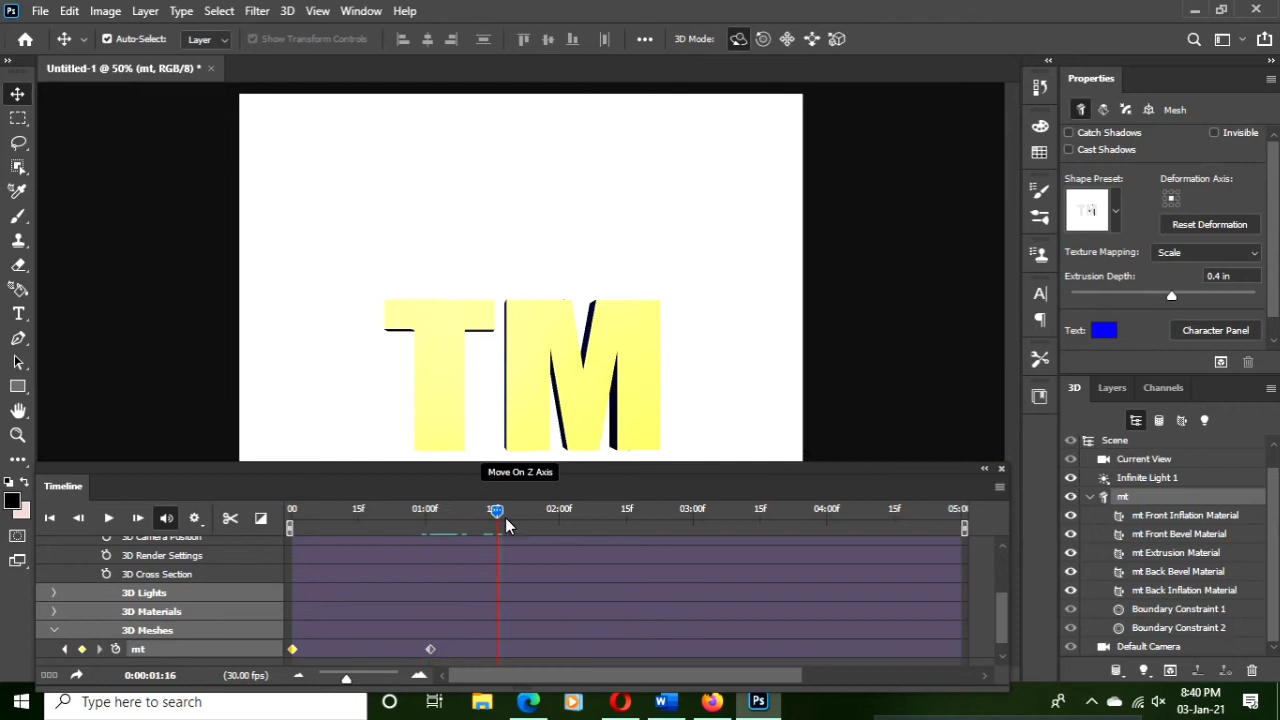 Ps File Edit Image Layer Type Select Filter 3D View Window Help
Auto-Select: Layer Show Transform Controls 3D Mode:
Untitled-1 @ 50% (mt, RGB/8) *
Properties
Mesh
Catch Shadows Invisible
Cast Shadows
Shape Preset: Deformation Axis:
Reset Deformation
Texture Mapping: Scale
Extrusion Depth: 0.4 in
Text: Character Panel
TM
Move On Z Axis
3D Layers Channels
Scene
Current View
Infinite Light 1
mt
mt Front Inflation Material
mt Front Bevel Material
mt Extrusion Material
mt Back Bevel Material
mt Back Inflation Material
Boundary Constraint 1
Boundary Constraint 2
Default Camera
Timeline
00 15f 01:00f 02:00f 15f 03:00f 15f 04:00f 15f 05:0
3D Camera Position
3D Render Settings
3D Cross Section
3D Lights
3D Materials
3D Meshes
mt
0:00:01:16 (30.00 fps)
Type here to search
8:40 PM
03-Jan-21